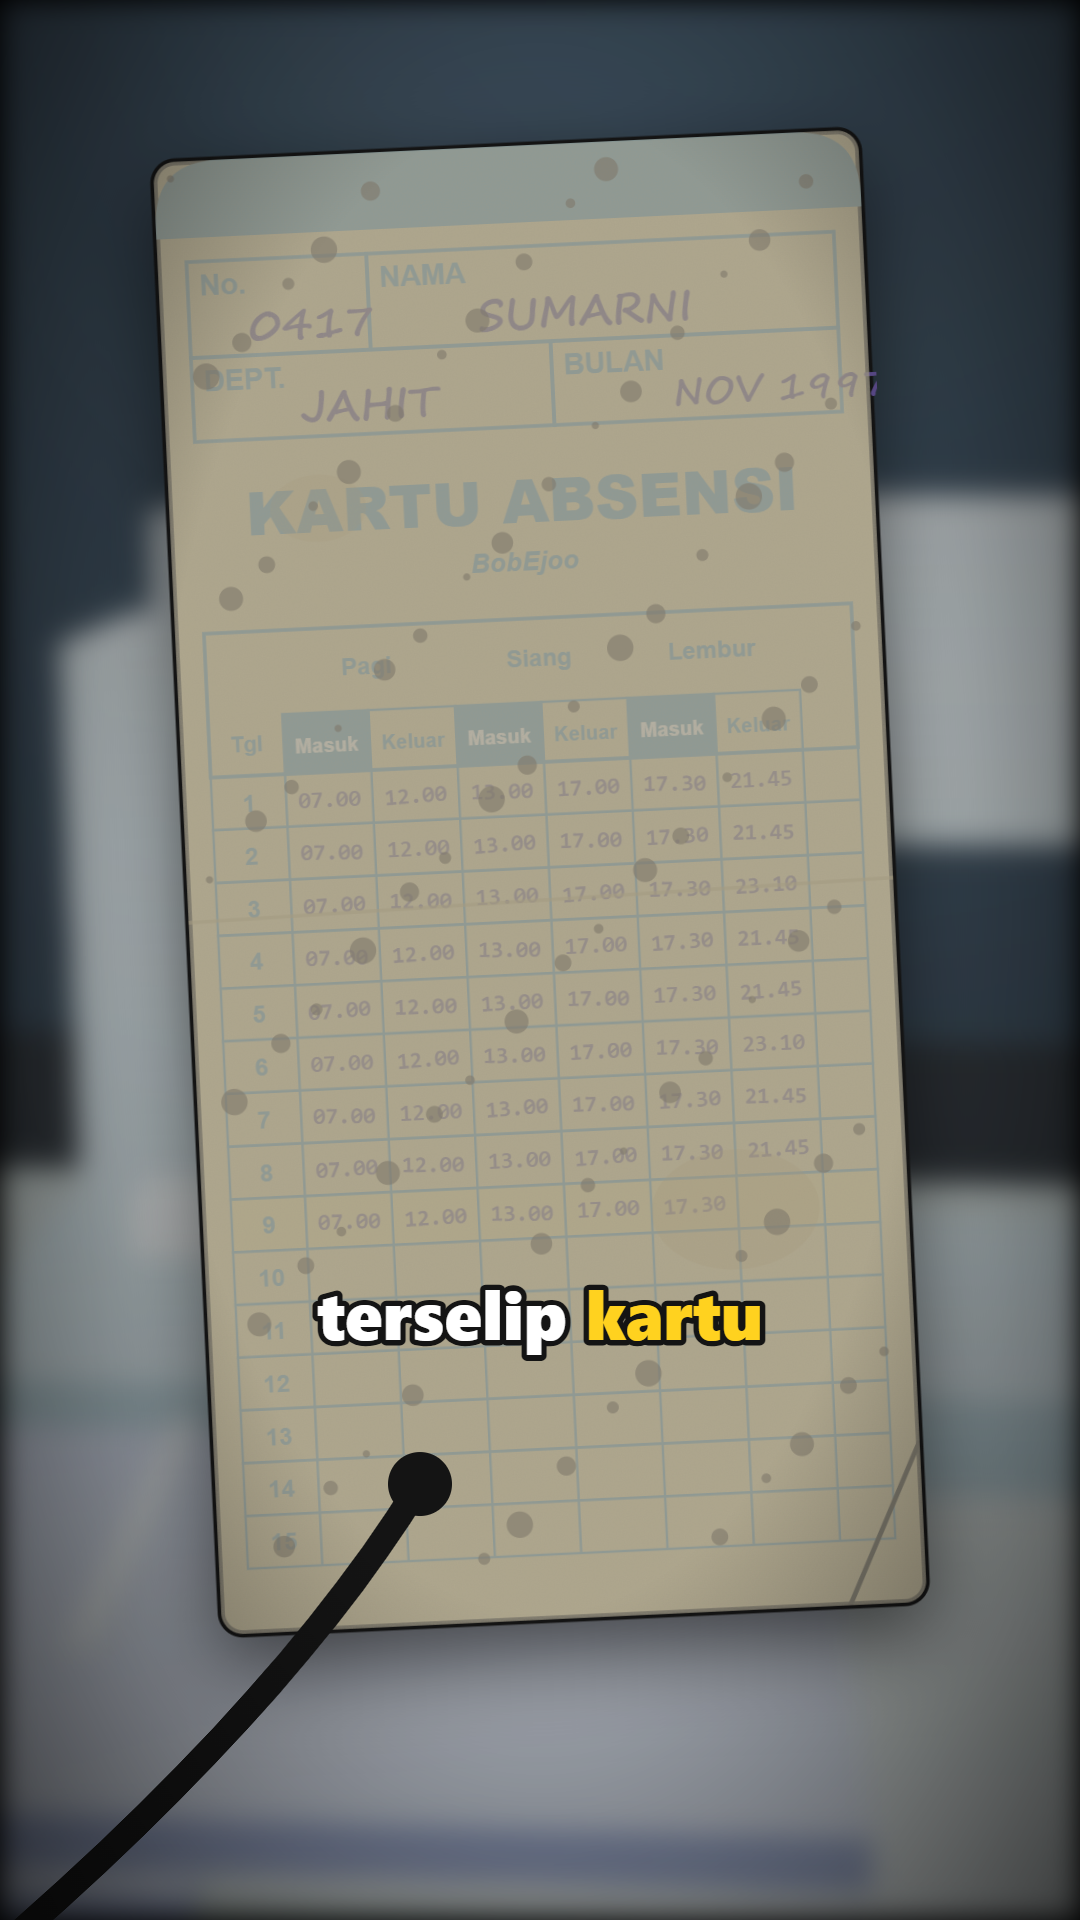 No. NAMA
0417 SUMARNI
DEPT. BULAN
JAHIT NOV 1997
KARTU ABSENSI
BobEjoo
Pagi Siang Lembur
Tgl Masuk Keluar Masuk Keluar Masuk Keluar
1 07.00 12.00 13.00 17.00 17.30 21.45
2 07.00 12.00 13.00 17.00 17.30 21.45
3 07.00 12.00 13.00 17.00 17.30 23.10
4 07.00 12.00 13.00 17.00 17.30 21.45
5 07.00 12.00 13.00 17.00 17.30 21.45
6 07.00 12.00 13.00 17.00 17.30 23.10
7 07.00 12.00 13.00 17.00 17.30 21.45
8 07.00 12.00 13.00 17.00 17.30 21.45
9 07.00 12.00 13.00 17.00 17.30
10
11
terselip kartu
12
13
14
15